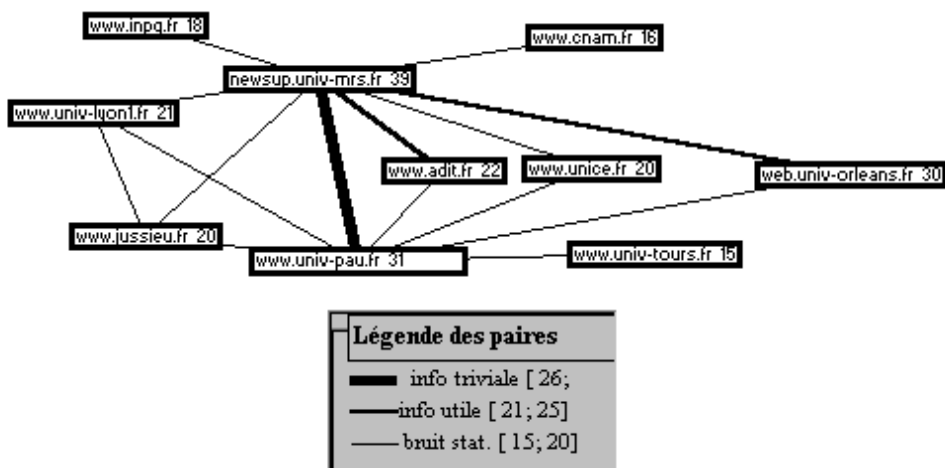 www.inpg.fr 18
www.cnam.fr 16
newsup.univ-mrs.fr 39
www.univ-lyon1.fr 21
www.adit.fr 22
www.unice.fr 20
web.univ-orleans.fr 30
www.jussieu.fr 20
www.univ-pau.fr 31
www.univ-tours.fr 15
Légende des paires
info triviale [ 26;
info utile [ 21; 25]
bruit stat. [ 15; 20]